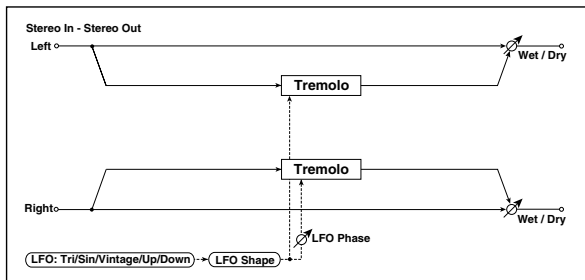 Stereo In - Stereo Out
Left
Wet / Dry
Tremolo
Tremolo
Right
Wet / Dry
LFO Phase
LFO: Tri/Sin/Vintage/Up/Down
LFO Shape